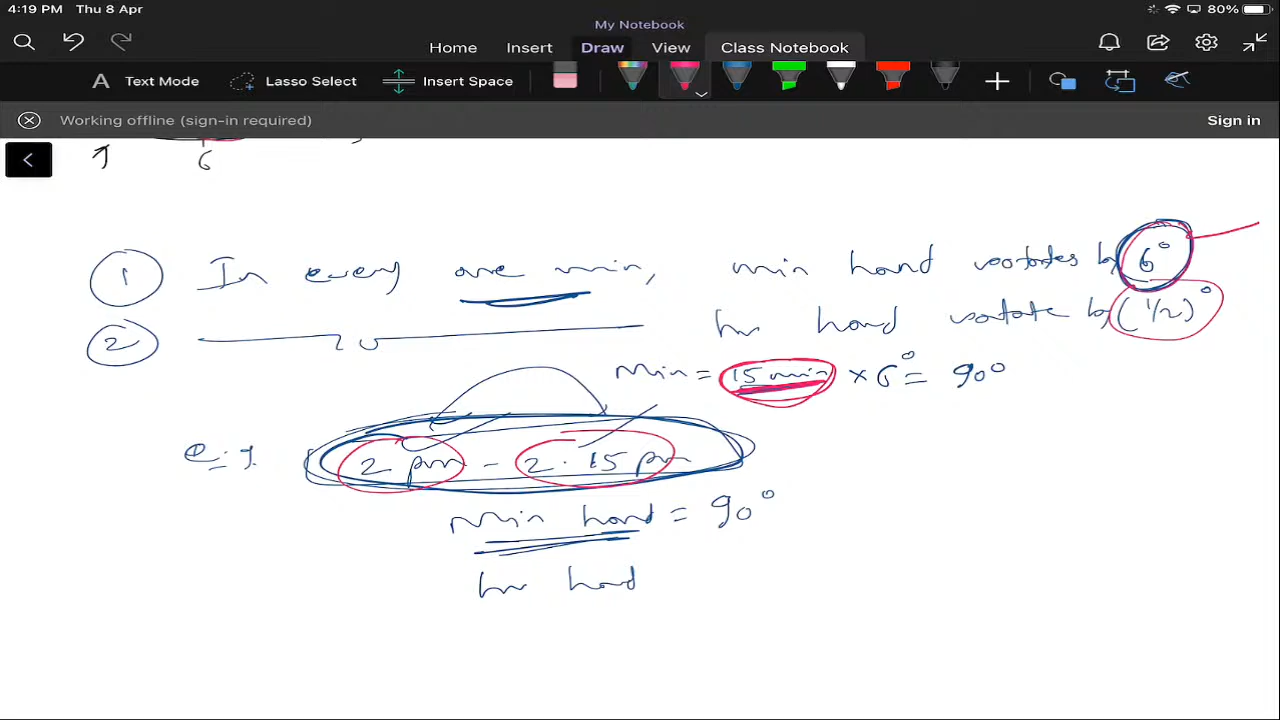 4:19 PM Thu 8 Apr 80%
My Notebook
Home Insert Draw View Class Notebook
Text Mode Lasso Select Insert Space
Working offline (sign-in required) Sign in
6
1 In every one min, min hand rotates by 6°
2 hr hand rotate by (1/2)°
Min = 15 min × 6° = 90°
e.g. 2 pm - 2.15 pm
Min hand = 90°
hr hand